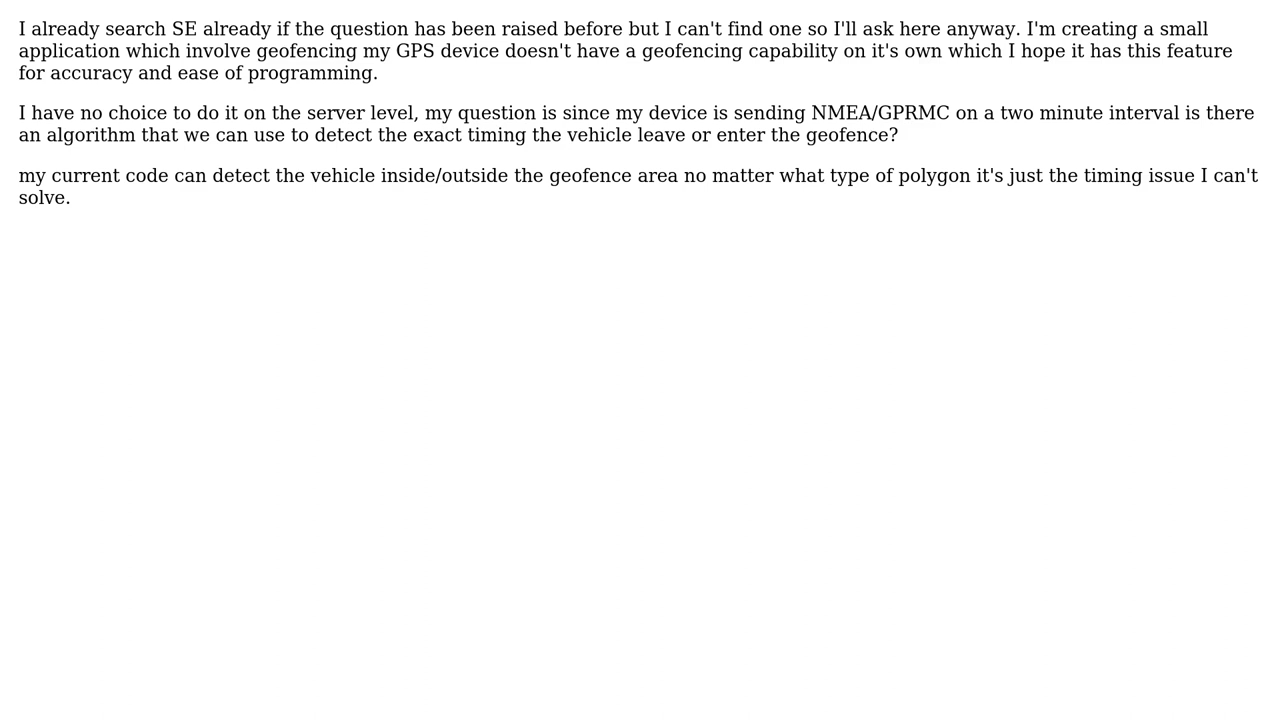 I already search SE already if the question has been raised before but I can't find one so I'll ask here anyway. I'm creating a small
application which involve geofencing my GPS device doesn't have a geofencing capability on it's own which I hope it has this feature
for accuracy and ease of programming.
I have no choice to do it on the server level, my question is since my device is sending NMEA/GPRMC on a two minute interval is there
an algorithm that we can use to detect the exact timing the vehicle leave or enter the geofence?
my current code can detect the vehicle inside/outside the geofence area no matter what type of polygon it's just the timing issue I can't
solve.